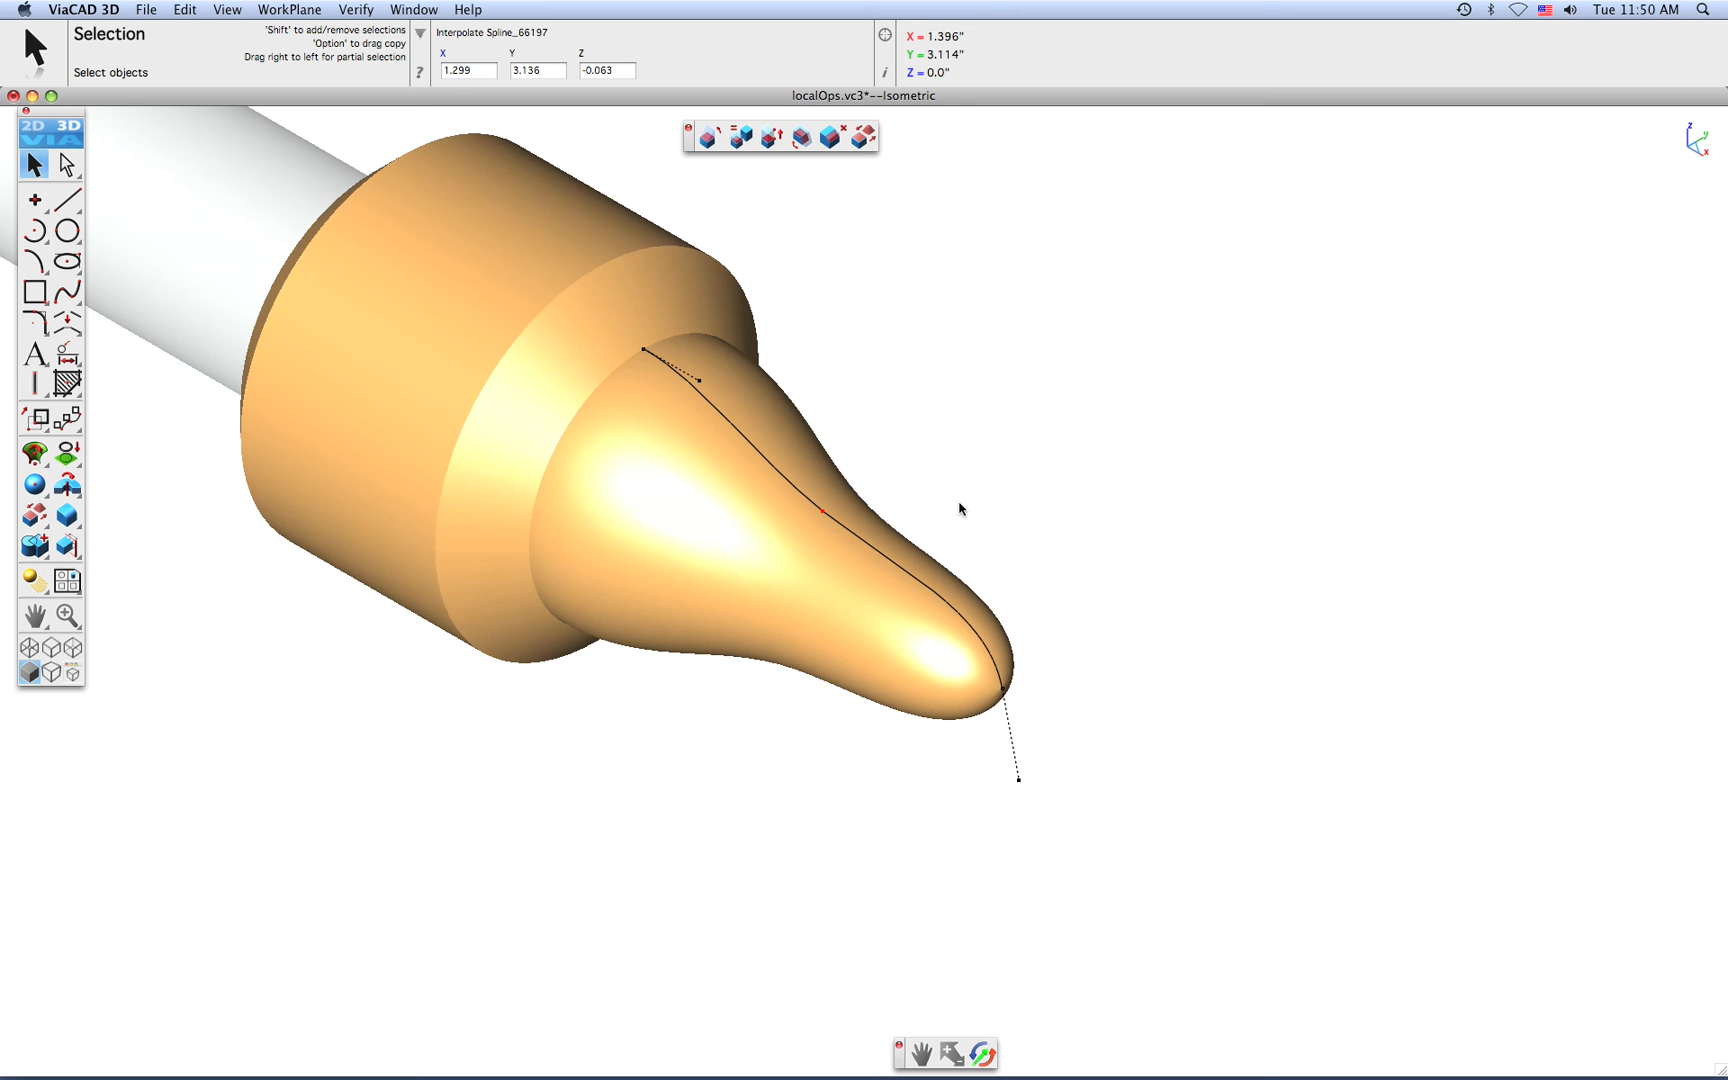 ViaCAD 3D File Edit View WorkPlane Verify Window Help Tue 11:50 AM
Selection
Select objects
'Shift' to add/remove selections
'Option' to drag copy
Drag right to left for partial selection
?
Interpolate Spline_66197
X Y Z
1.299 3.136 -0.063
i
X = 1.396"
Y = 3.114"
Z = 0.0"
localOps.vc3*--Isometric
2D 3D
VIA
A
z
y
x